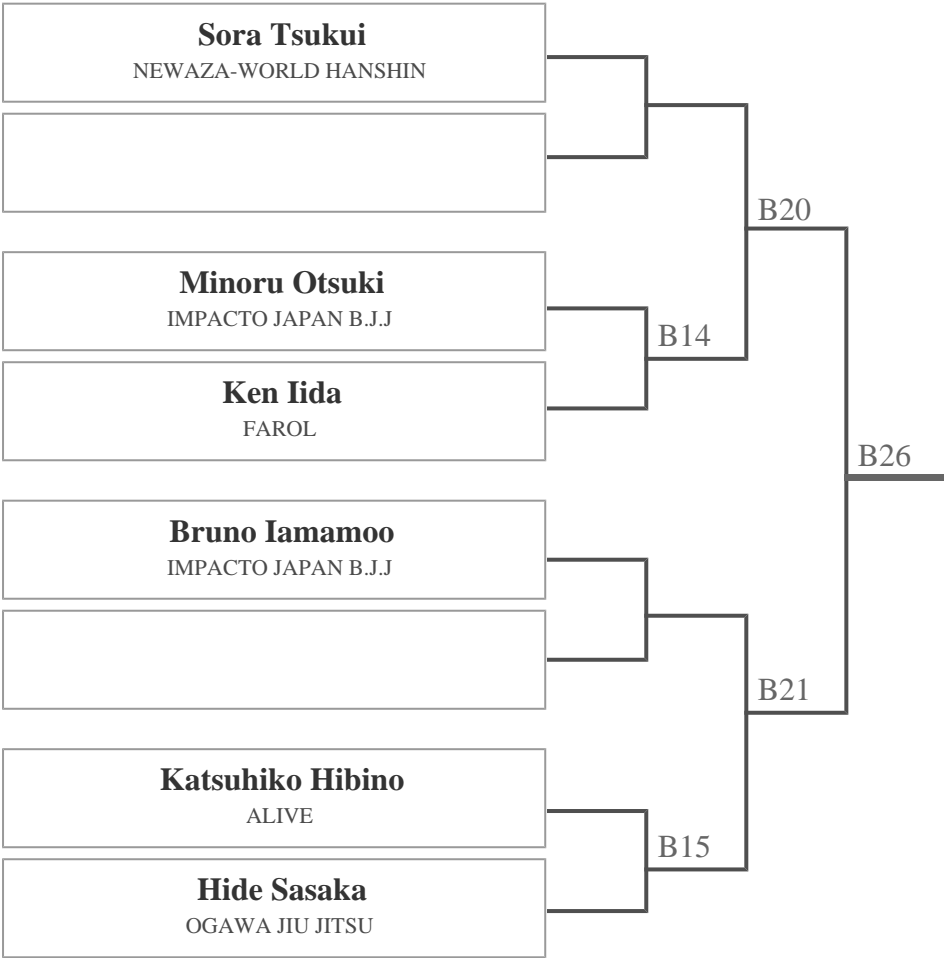 Sora Tsukui
NEWAZA-WORLD HANSHIN
B20
Minoru Otsuki
IMPACTO JAPAN B.J.J
B14
Ken Iida
FAROL
B26
Bruno Iamamoo
IMPACTO JAPAN B.J.J
B21
Katsuhiko Hibino
ALIVE
B15
Hide Sasaka
OGAWA JIU JITSU